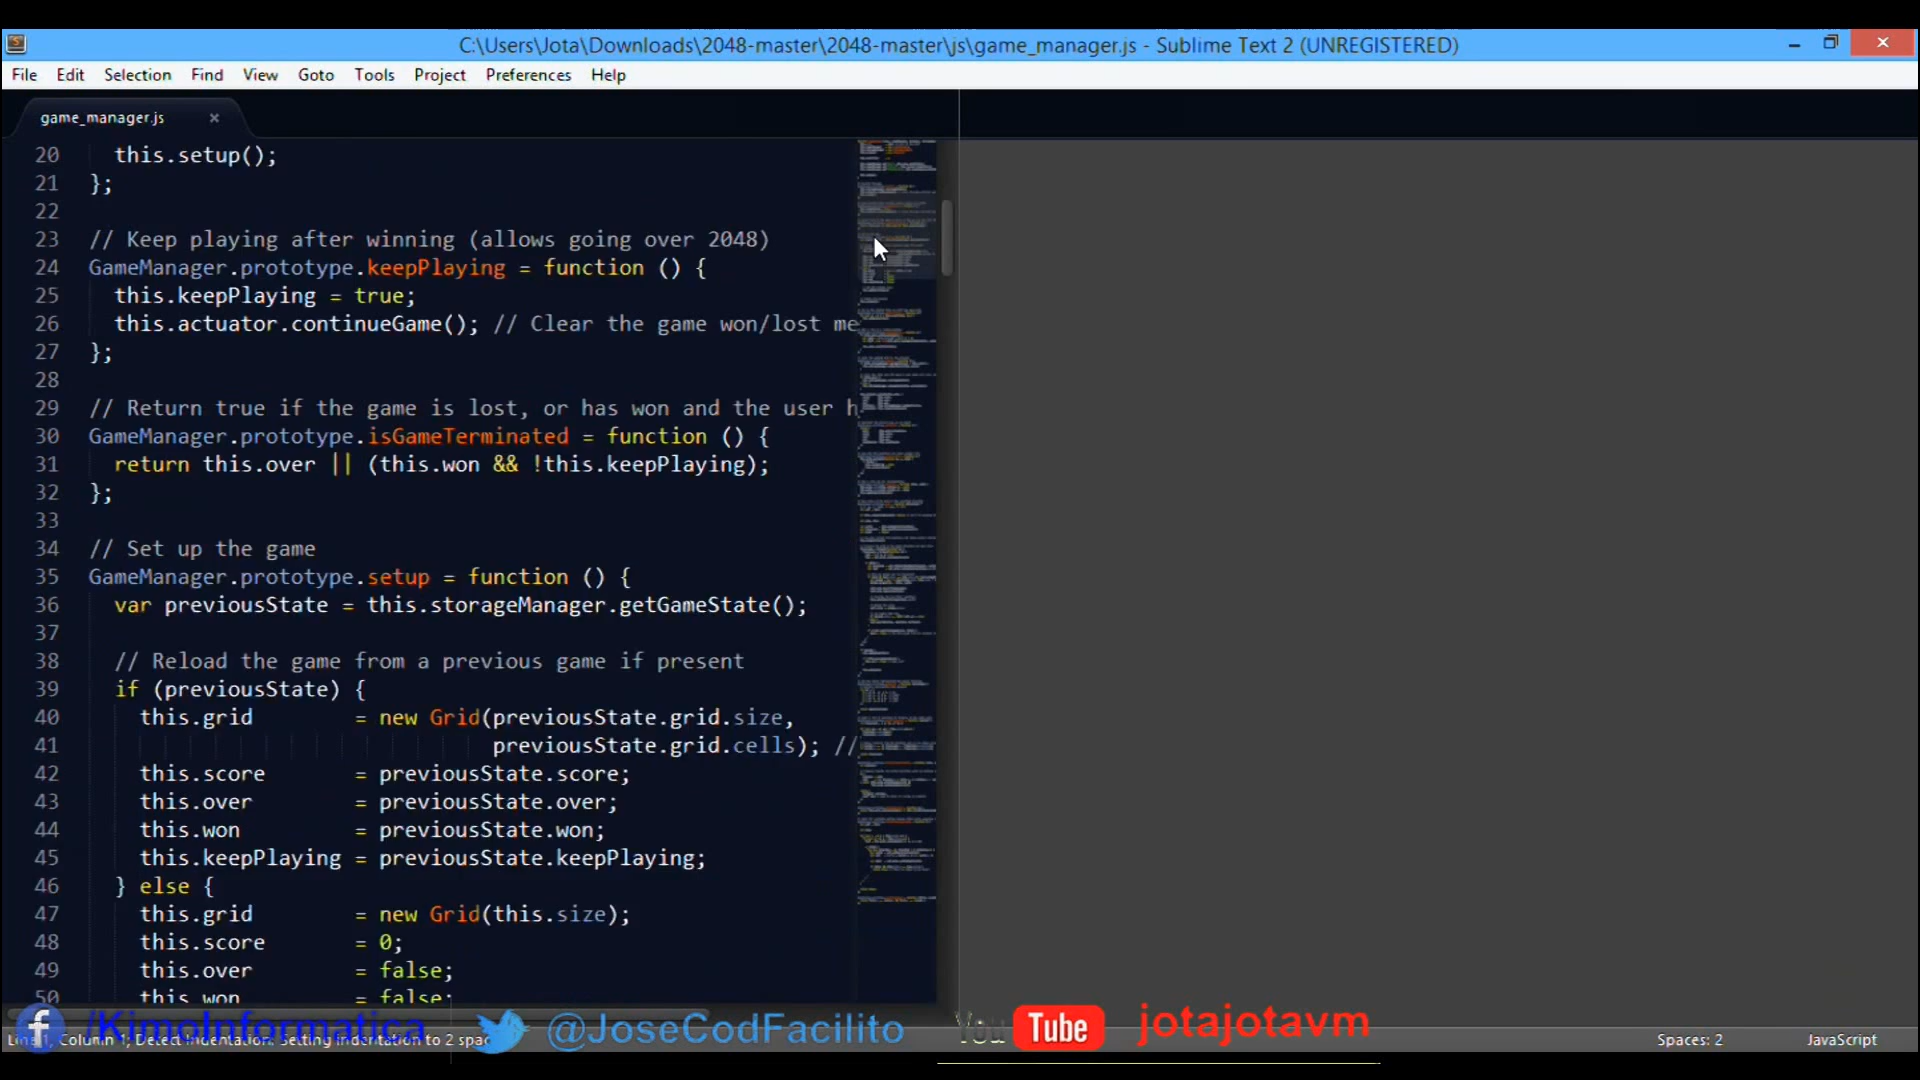 C:\Users\Jota\Downloads\2048-master\2048-master\js\game_manager.js - Sublime Text 2 (UNREGISTERED)
File Edit Selection Find View Goto Tools Project Preferences Help
game_manager.js ×
20 this.setup();
21 };
22
23 // Keep playing after winning (allows going over 2048)
24 GameManager.prototype.keepPlaying = function () {
25 this.keepPlaying = true;
26 this.actuator.continueGame(); // Clear the game won/lost me
27 };
28
29 // Return true if the game is lost, or has won and the user h
30 GameManager.prototype.isGameTerminated = function () {
31 return this.over || (this.won && !this.keepPlaying);
32 };
33
34 // Set up the game
35 GameManager.prototype.setup = function () {
36 var previousState = this.storageManager.getGameState();
37
38 // Reload the game from a previous game if present
39 if (previousState) {
40 this.grid = new Grid(previousState.grid.size,
41 previousState.grid.cells); //
42 this.score = previousState.score;
43 this.over = previousState.over;
44 this.won = previousState.won;
45 this.keepPlaying = previousState.keepPlaying;
46 } else {
47 this.grid = new Grid(this.size);
48 this.score = 0;
49 this.over = false;
50 this.won = false;
f /KimoInformatica @JoseCodFacilito You Tube jotajotavm
Column 1; Detect Indentation: Setting indentation to 2 spac Spaces: 2 JavaScript